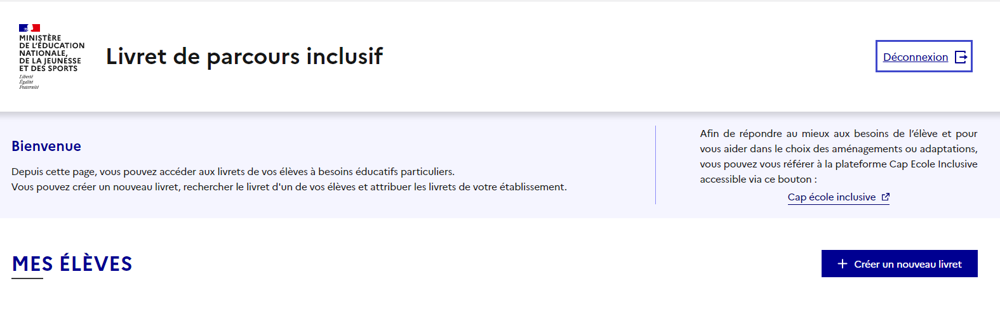 MINISTÈRE
DE L'ÉDUCATION
NATIONALE,
DE LA JEUNESSE
ET DES SPORTS
Liberté
Égalité
Fraternité
Livret de parcours inclusif
Déconnexion
Bienvenue
Depuis cette page, vous pouvez accéder aux livrets de vos élèves à besoins éducatifs particuliers.
Vous pouvez créer un nouveau livret, rechercher le livret d'un de vos élèves et attribuer les livrets de votre établissement.
Afin de répondre au mieux aux besoins de l’élève et pour
vous aider dans le choix des aménagements ou adaptations,
vous pouvez vous référer à la plateforme Cap Ecole Inclusive
accessible via ce bouton :
Cap école inclusive
MES ÉLÈVES
Créer un nouveau livret